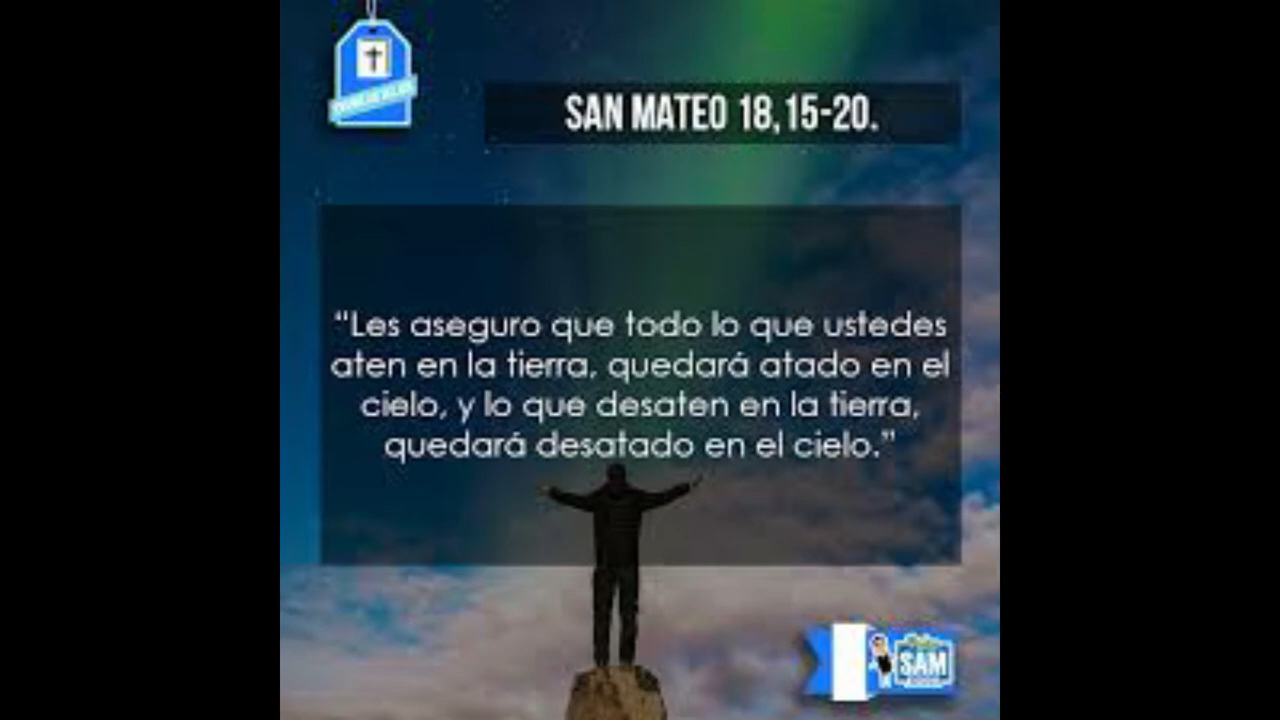 SAN MATEO 18,15-20.
“Les aseguro que todo lo que ustedes
aten en la tierra, quedará atado en el
cielo, y lo que desaten en la tierra,
quedará desatado en el cielo.”
SAM